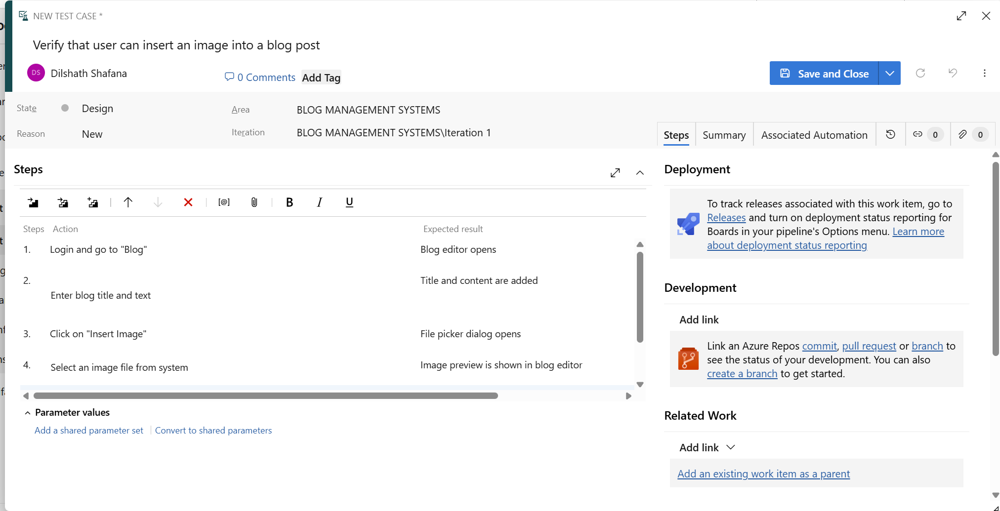 NEW TEST CASE *
Verify that user can insert an image into a blog post
DS Dilshath Shafana
0 Comments Add Tag
Save and Close
State Design
Area BLOG MANAGEMENT SYSTEMS
Reason New
Iteration BLOG MANAGEMENT SYSTEMS\Iteration 1
Steps Summary Associated Automation 0 0
Steps
[@] B I U
Steps Action Expected result
1. Login and go to "Blog" Blog editor opens
2. Enter blog title and text Title and content are added
3. Click on "Insert Image" File picker dialog opens
4. Select an image file from system Image preview is shown in blog editor
Parameter values
Add a shared parameter set Convert to shared parameters
Deployment
To track releases associated with this work item, go to
Releases and turn on deployment status reporting for
Boards in your pipeline's Options menu. Learn more
about deployment status reporting
Development
Add link
Link an Azure Repos commit, pull request or branch to
see the status of your development. You can also
create a branch to get started.
Related Work
Add link
Add an existing work item as a parent